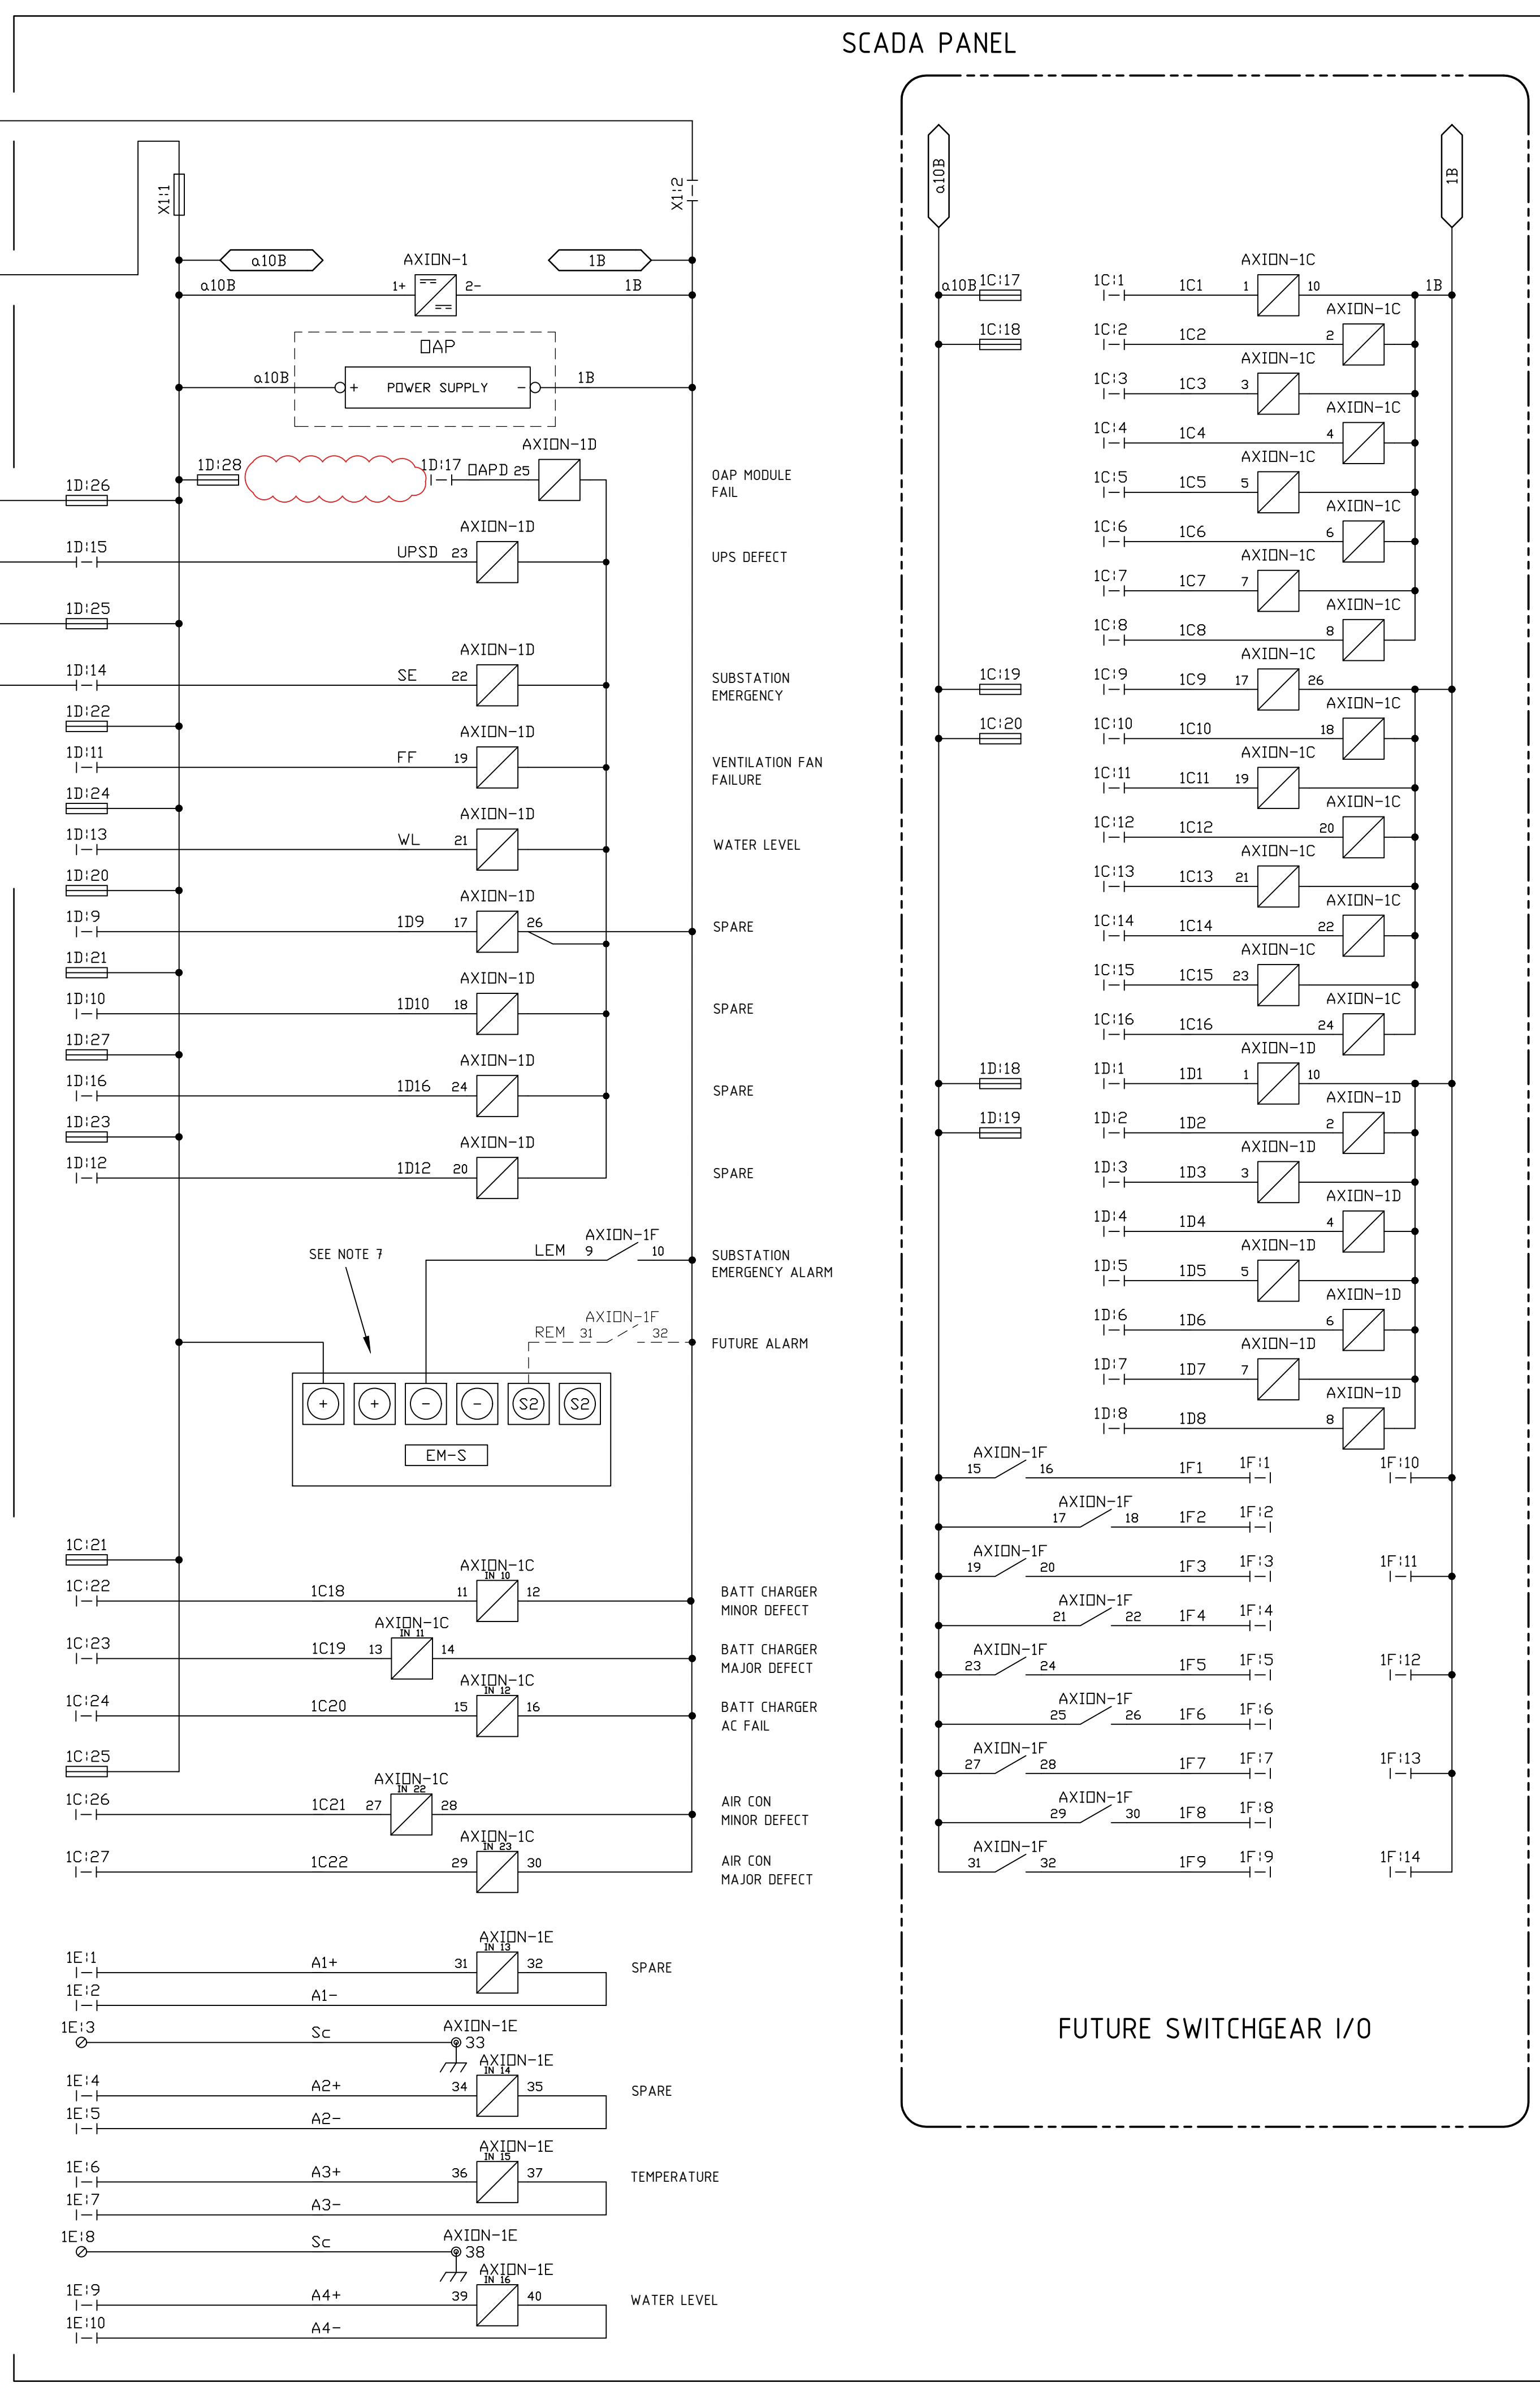 SCADA PANEL
X1:1
X1:2
a10B
1B
AXION-1
a10B
1+
2-
1B
OAP
a10B
+
POWER SUPPLY
-
1B
1D:28
1D:17
OAPD
25
AXION-1D
OAP MODULE
FAIL
1D:26
1D:15
UPSD
23
AXION-1D
UPS DEFECT
1D:25
1D:14
SE
22
AXION-1D
SUBSTATION
EMERGENCY
1D:22
1D:11
FF
19
AXION-1D
VENTILATION FAN
FAILURE
1D:24
1D:13
WL
21
AXION-1D
WATER LEVEL
1D:20
1D:9
1D9
17
AXION-1D
26
SPARE
1D:21
1D:10
1D10
18
AXION-1D
SPARE
1D:27
1D:16
1D16
24
AXION-1D
SPARE
1D:23
1D:12
1D12
20
AXION-1D
SPARE
SEE NOTE 7
LEM
9
AXION-1F
10
SUBSTATION
EMERGENCY ALARM
REM
31
AXION-1F
32
FUTURE ALARM
+
+
-
-
S2
S2
EM-S
1C:21
1C:22
1C18
11
AXION-1C
IN 10
12
BATT CHARGER
MINOR DEFECT
1C:23
1C19
13
AXION-1C
IN 11
14
BATT CHARGER
MAJOR DEFECT
1C:24
1C20
15
AXION-1C
IN 12
16
BATT CHARGER
AC FAIL
1C:25
1C:26
1C21
27
AXION-1C
IN 22
28
AIR CON
MINOR DEFECT
1C:27
1C22
29
AXION-1C
IN 23
30
AIR CON
MAJOR DEFECT
1E:1
A1+
31
AXION-1E
IN 13
32
SPARE
1E:2
A1-
1E:3
Sc
AXION-1E
33
1E:4
A2+
34
AXION-1E
IN 14
35
SPARE
1E:5
A2-
1E:6
A3+
36
AXION-1E
IN 15
37
TEMPERATURE
1E:7
A3-
1E:8
Sc
AXION-1E
38
1E:9
A4+
39
AXION-1E
IN 16
40
WATER LEVEL
1E:10
A4-
a10B
1B
a10B
1C:17
1C:1
1C1
1
AXION-1C
10
1B
1C:18
1C:2
1C2
2
AXION-1C
1C:3
1C3
3
AXION-1C
1C:4
1C4
4
AXION-1C
1C:5
1C5
5
AXION-1C
1C:6
1C6
6
AXION-1C
1C:7
1C7
7
AXION-1C
1C:8
1C8
8
AXION-1C
1C:19
1C:9
1C9
17
AXION-1C
26
1C:20
1C:10
1C10
18
AXION-1C
1C:11
1C11
19
AXION-1C
1C:12
1C12
20
AXION-1C
1C:13
1C13
21
AXION-1C
1C:14
1C14
22
AXION-1C
1C:15
1C15
23
AXION-1C
1C:16
1C16
24
AXION-1C
1D:18
1D:1
1D1
1
AXION-1D
10
1D:19
1D:2
1D2
2
AXION-1D
1D:3
1D3
3
AXION-1D
1D:4
1D4
4
AXION-1D
1D:5
1D5
5
AXION-1D
1D:6
1D6
6
AXION-1D
1D:7
1D7
7
AXION-1D
1D:8
1D8
8
AXION-1D
AXION-1F
15
16
1F1
1F:1
1F:10
AXION-1F
17
18
1F2
1F:2
AXION-1F
19
20
1F3
1F:3
1F:11
AXION-1F
21
22
1F4
1F:4
AXION-1F
23
24
1F5
1F:5
1F:12
AXION-1F
25
26
1F6
1F:6
AXION-1F
27
28
1F7
1F:7
1F:13
AXION-1F
29
30
1F8
1F:8
AXION-1F
31
32
1F9
1F:9
1F:14
FUTURE SWITCHGEAR I/O